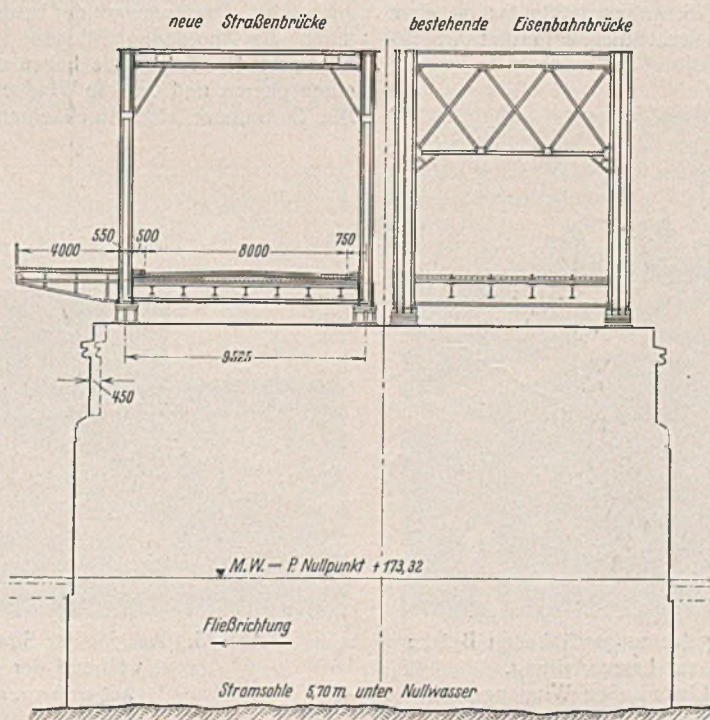 neue Straßenbrücke
bestehende Eisenbahnbrücke
550
500
750
4000
8000
9525
450
M.W. — P. Nullpunkt + 173,32
Fließrichtung
Stromsohle 5,70 m. unter Nullwasser